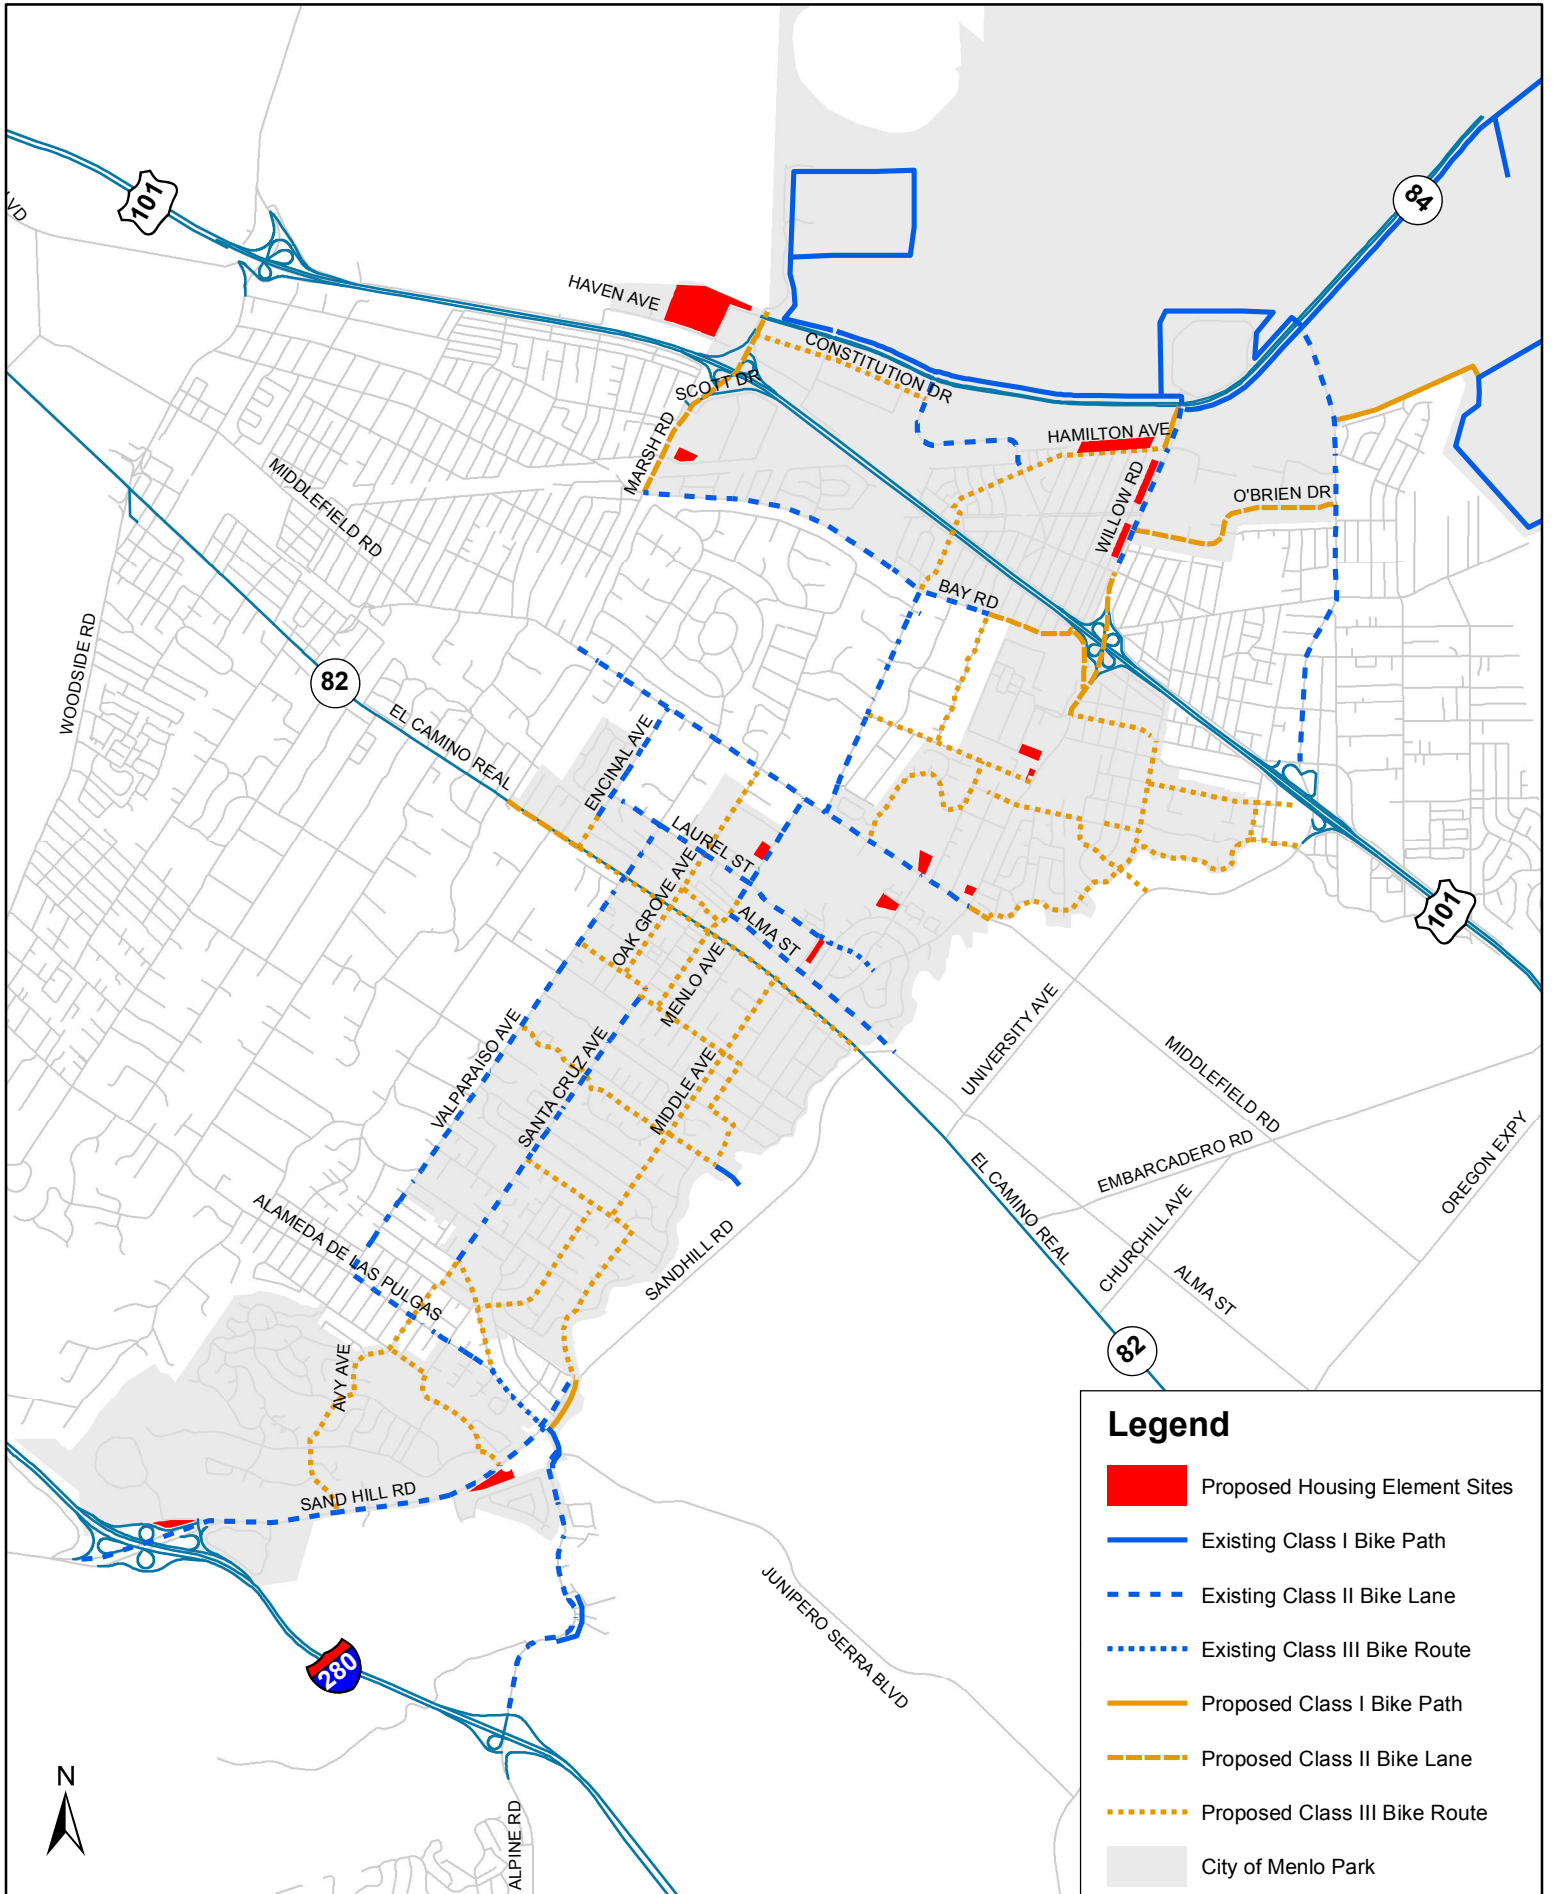 101
LVD
84
HAVEN AVE
CONSTITUTION DR
SCOTT DR
MARSH RD
HAMILTON AVE
WILLOW RD
O'BRIEN DR
MIDDLEFIELD RD
BAY RD
WOODSIDE RD
82
EL CAMINO REAL
ENCINAL AVE
LAUREL ST
OAK GROVE AVE
ALMA ST
MENLO AVE
101
VALPARAISO AVE
SANTA CRUZ AVE
MIDDLE AVE
UNIVERSITY AVE
MIDDLEFIELD RD
EMBARCADERO RD
OREGON EXPY
EL CAMINO REAL
CHURCHILL AVE
ALMA ST
SANDHILL RD
ALAMEDA DE LAS PULGAS
82
AVY AVE
SAND HILL RD
JUNIPERO SERRA BLVD
280
ALPINE RD
N
Legend
Proposed Housing Element Sites
Existing Class I Bike Path
Existing Class II Bike Lane
Existing Class III Bike Route
Proposed Class I Bike Path
Proposed Class II Bike Lane
Proposed Class III Bike Route
City of Menlo Park